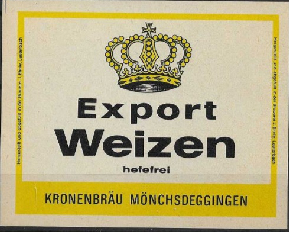 Export
Weizen
hefefrei
KRONENBRÄU MÖNCHSDEGGINGEN